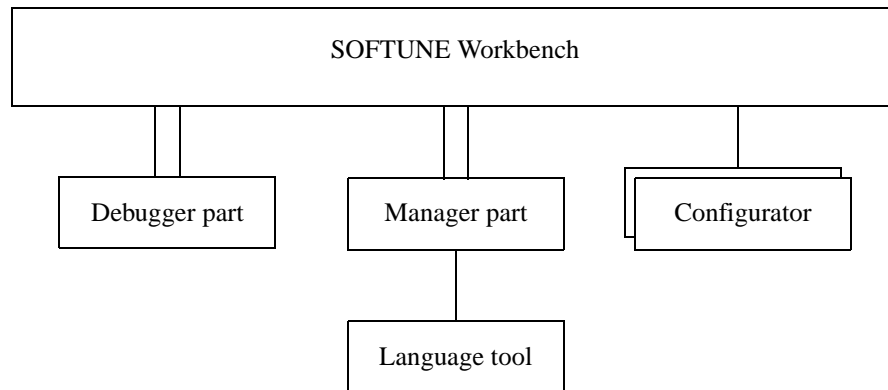 SOFTUNE Workbench
Debugger part
Manager part
Configurator
Language tool